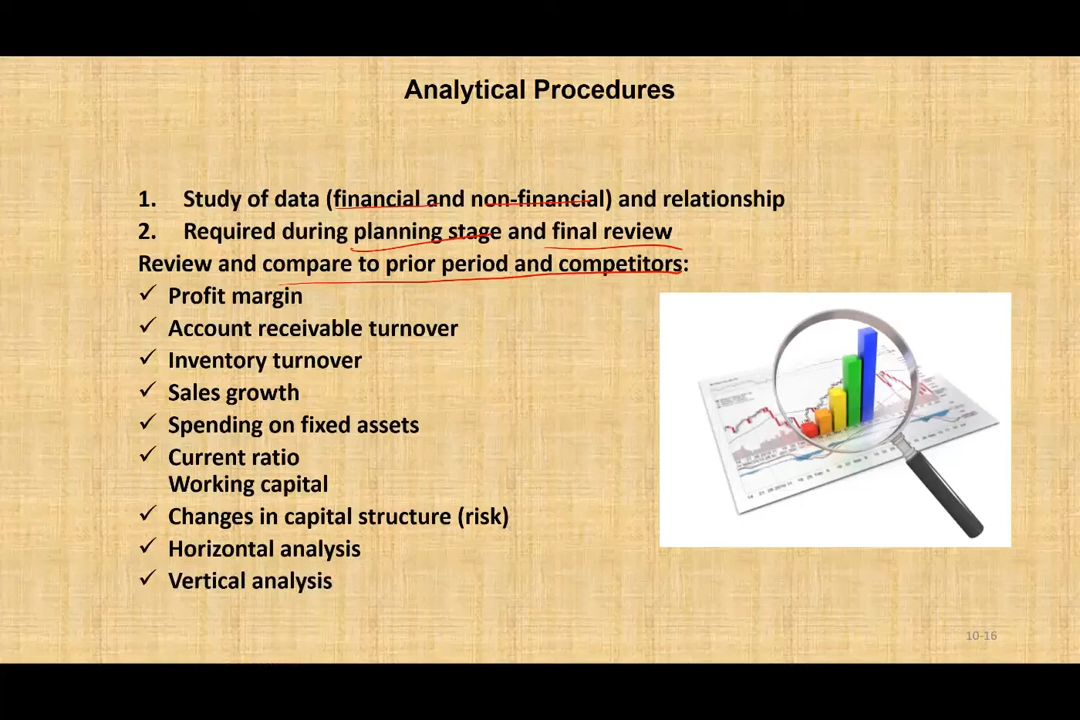 Analytical Procedures
1. Study of data (financial and non-financial) and relationship
2. Required during planning stage and final review
Review and compare to prior period and competitors:
✓ Profit margin
✓ Account receivable turnover
✓ Inventory turnover
✓ Sales growth
✓ Spending on fixed assets
✓ Current ratio
Working capital
✓ Changes in capital structure (risk)
✓ Horizontal analysis
✓ Vertical analysis
10-16